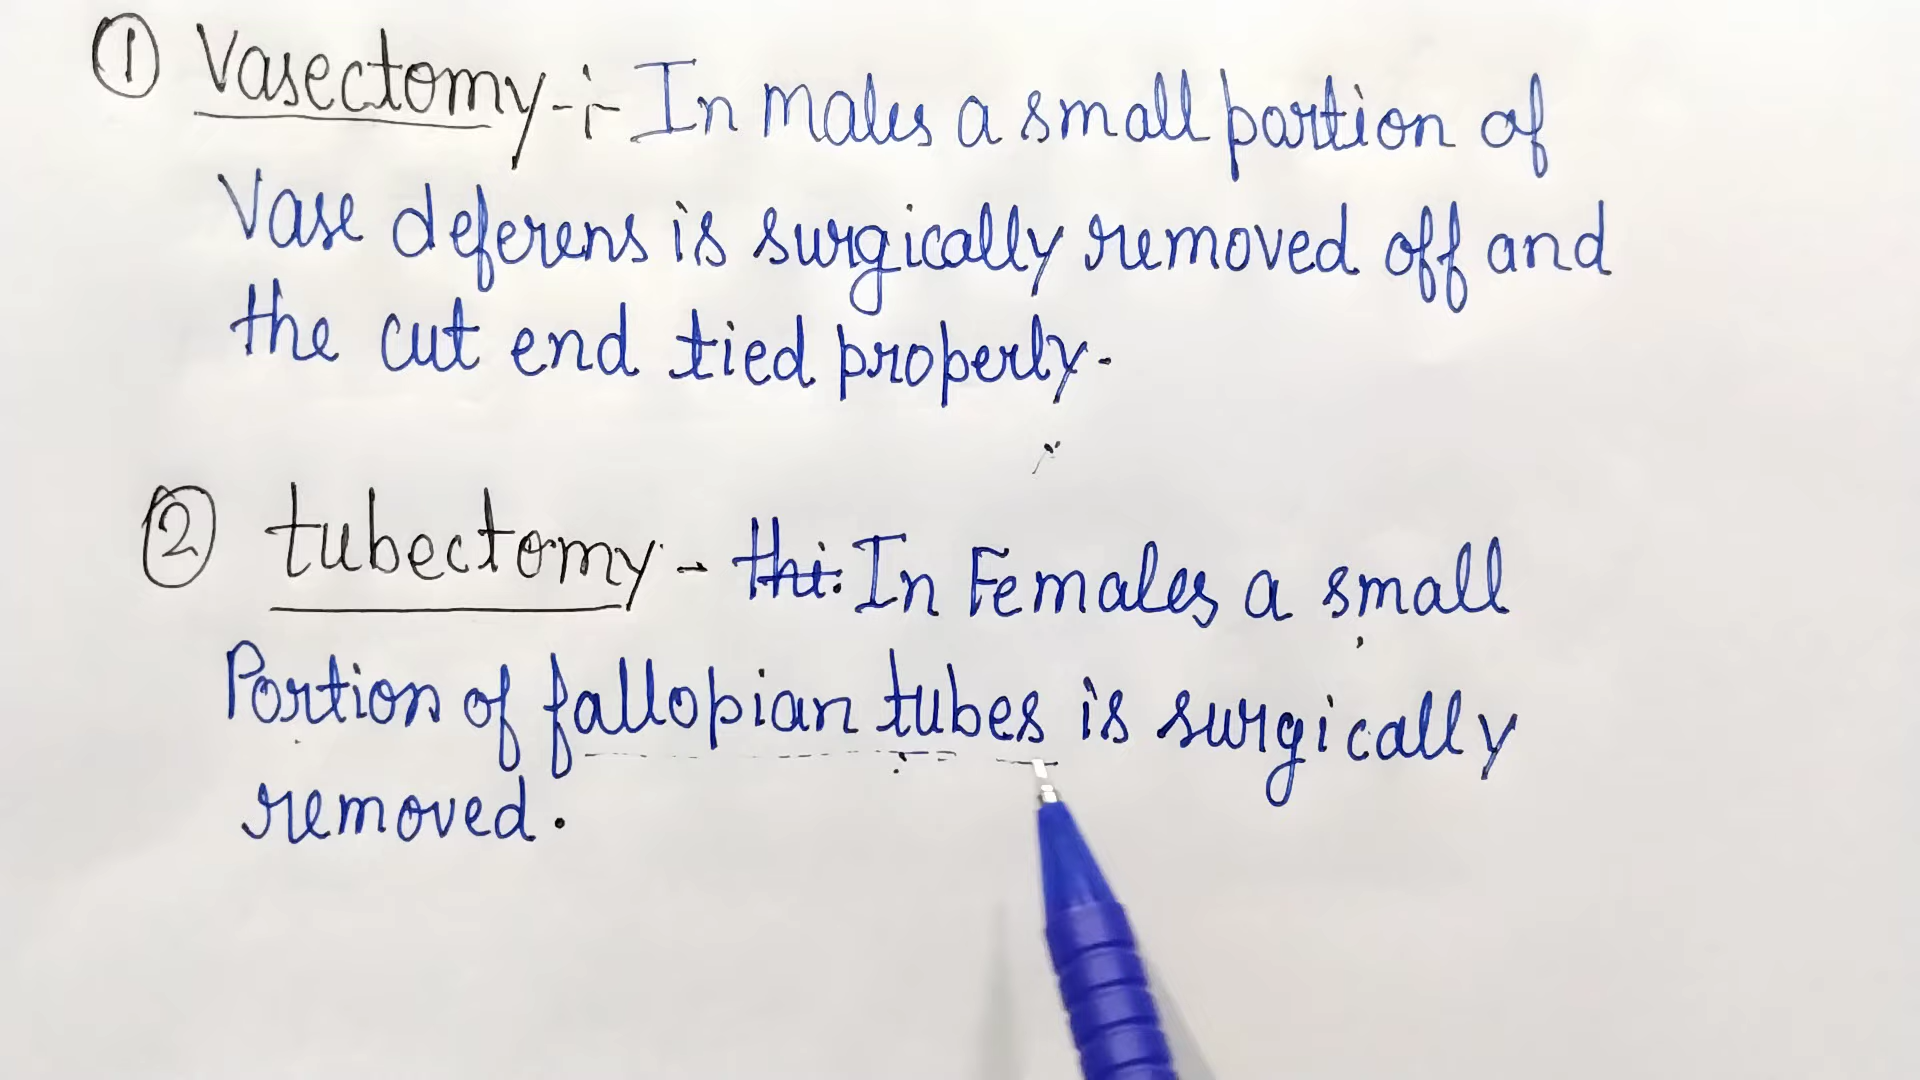 ① Vasectomy -:- In males a small portion of
Vase deferens is surgically removed off and
the cut end tied properly.
② tubectomy - thi. In Females a small
Portion of fallopian tubes is surgically
removed.